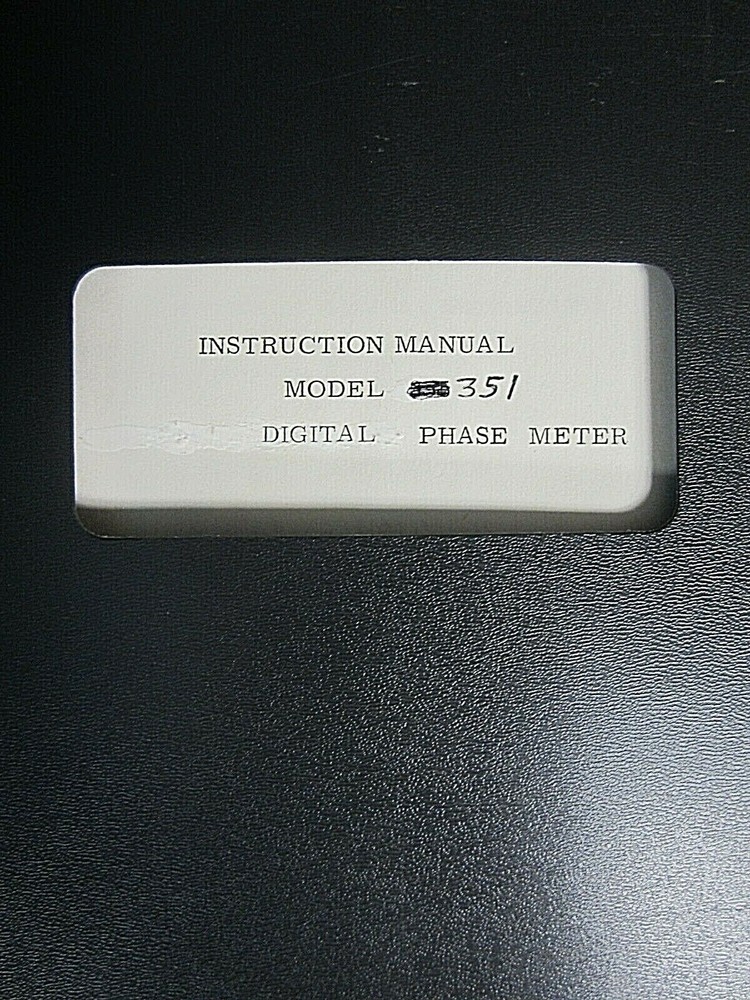 INSTRUCTION MANUAL
MODEL 351
DIGITAL PHASE METER